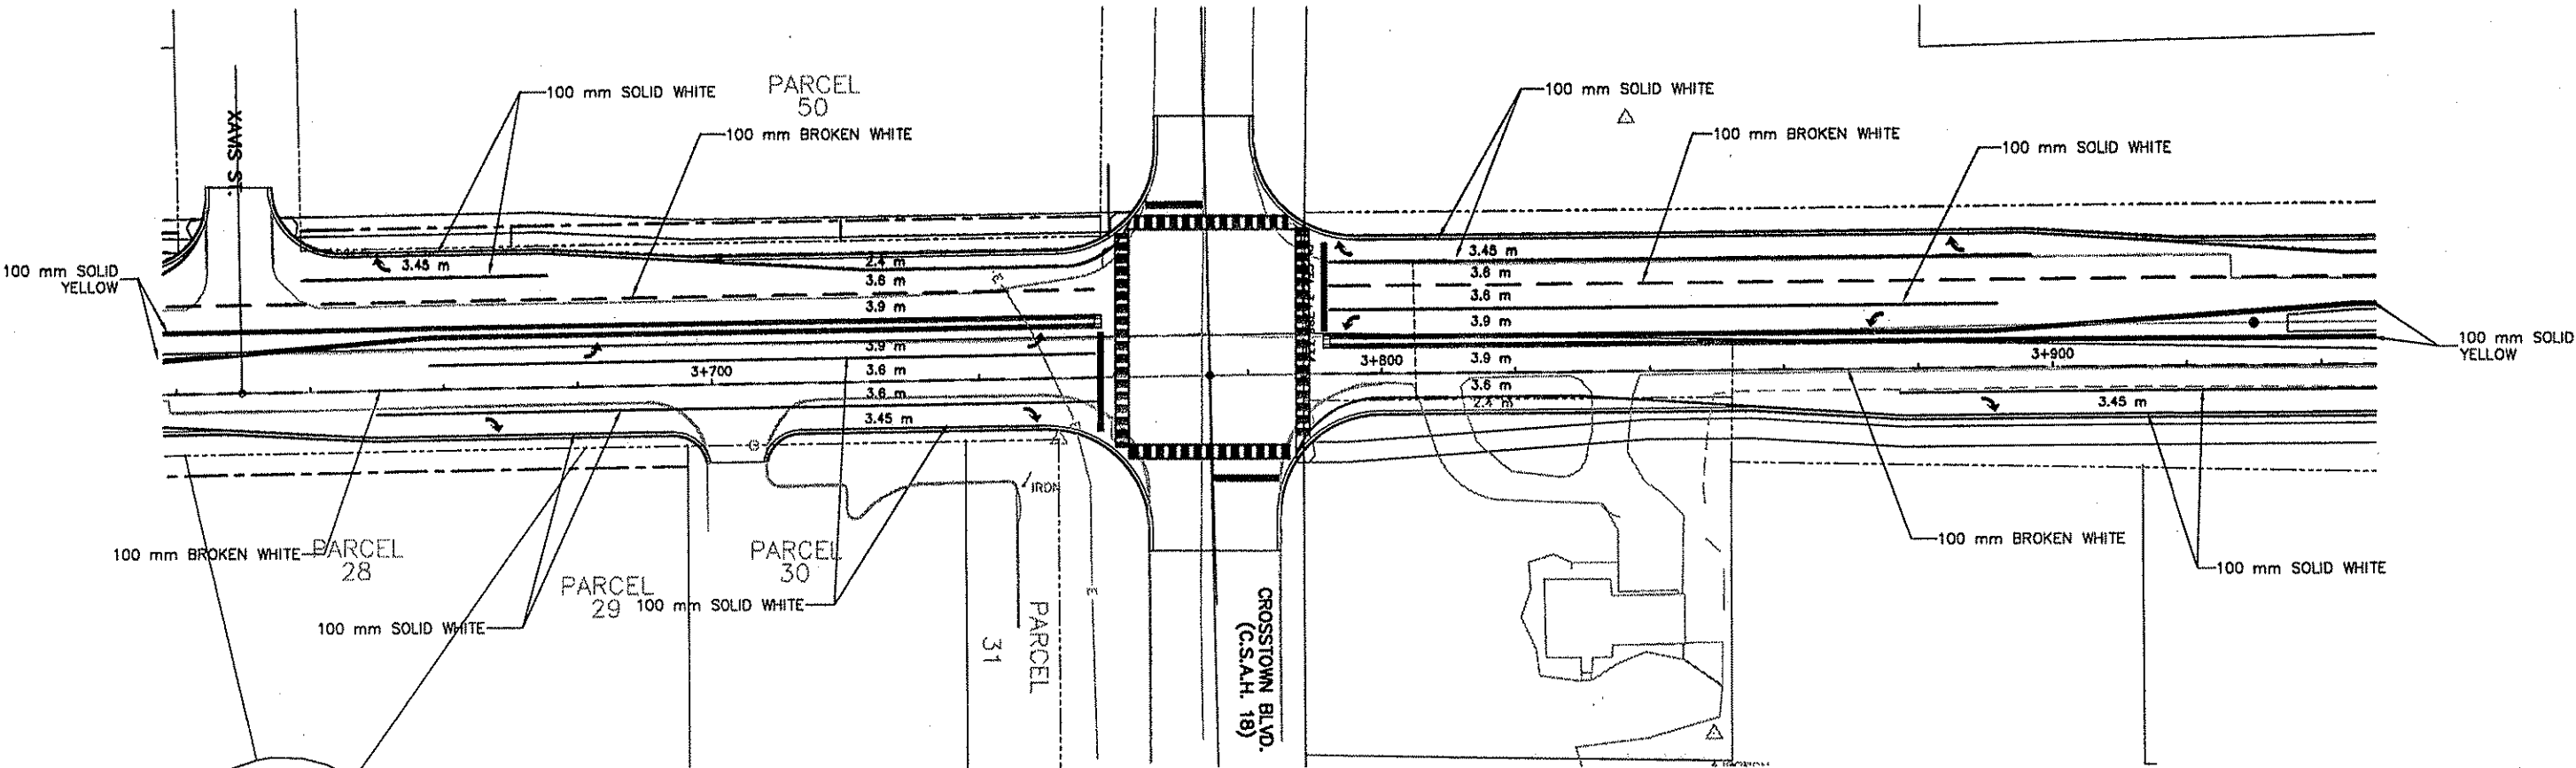 100 mm SOLID WHITE
PARCEL
50
100 mm BROKEN WHITE
100 mm SOLID WHITE
100 mm BROKEN WHITE
100 mm SOLID WHITE
XAVIS ST.
100 mm SOLID
YELLOW
3.45 m
2.4 m
3.6 m
3.9 m
3.9 m
3.6 m
3.6 m
3.45 m
3+700
3.45 m
3.6 m
3.6 m
3.9 m
3.9 m
3.6 m
2.4 m
3+800
3+900
3.45 m
100 mm SOLID
YELLOW
G
E
E
E
IRON
100 mm BROKEN WHITE
PARCEL
28
PARCEL
29
PARCEL
30
100 mm SOLID WHITE
100 mm SOLID WHITE
PARCEL
31
CROSSTOWN BLVD.
(C.S.A.H. 18)
100 mm BROKEN WHITE
100 mm SOLID WHITE